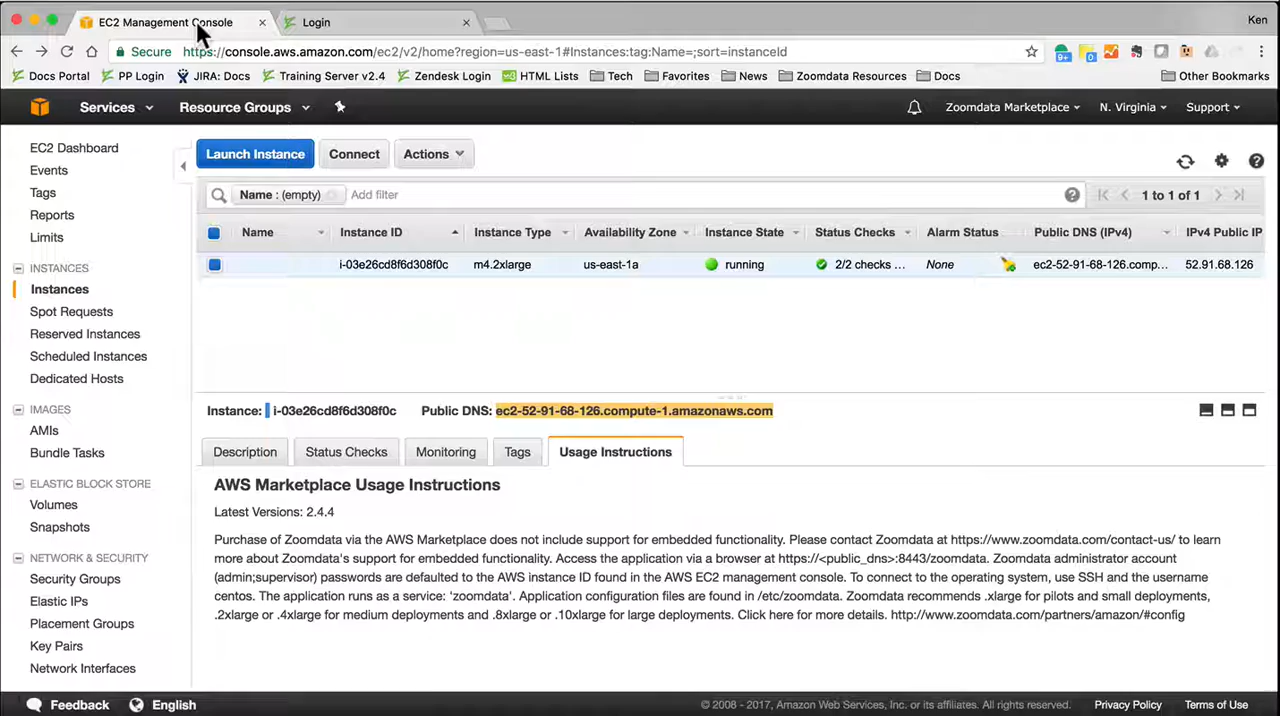 EC2 Management Console
Login
Ken
Secure https://console.aws.amazon.com/ec2/v2/home?region=us-east-1#Instances:tag:Name=;sort=instanceId
9+
0
Docs Portal PP Login JIRA: Docs Training Server v2.4 Zendesk Login HTML Lists Tech Favorites News Zoomdata Resources Docs Other Bookmarks
Services Resource Groups Zoomdata Marketplace N. Virginia Support
EC2 Dashboard
Events
Tags
Reports
Limits
INSTANCES
Instances
Spot Requests
Reserved Instances
Scheduled Instances
Dedicated Hosts
IMAGES
AMIs
Bundle Tasks
ELASTIC BLOCK STORE
Volumes
Snapshots
NETWORK & SECURITY
Security Groups
Elastic IPs
Placement Groups
Key Pairs
Network Interfaces
Launch Instance Connect Actions
Name : (empty) Add filter 1 to 1 of 1
Name Instance ID Instance Type Availability Zone Instance State Status Checks Alarm Status Public DNS (IPv4) IPv4 Public IP
i-03e26cd8f6d308f0c m4.2xlarge us-east-1a running 2/2 checks ... None ec2-52-91-68-126.comp... 52.91.68.126
Instance: i-03e26cd8f6d308f0c Public DNS: ec2-52-91-68-126.compute-1.amazonaws.com
Description Status Checks Monitoring Tags Usage Instructions
AWS Marketplace Usage Instructions
Latest Versions: 2.4.4
Purchase of Zoomdata via the AWS Marketplace does not include support for embedded functionality. Please contact Zoomdata at https://www.zoomdata.com/contact-us/ to learn
more about Zoomdata's support for embedded functionality. Access the application via a browser at https://<public_dns>:8443/zoomdata. Zoomdata administrator account
(admin;supervisor) passwords are defaulted to the AWS instance ID found in the AWS EC2 management console. To connect to the operating system, use SSH and the username
centos. The application runs as a service: 'zoomdata'. Application configuration files are found in /etc/zoomdata. Zoomdata recommends .xlarge for pilots and small deployments,
.2xlarge or .4xlarge for medium deployments and .8xlarge or .10xlarge for large deployments. Click here for more details. http://www.zoomdata.com/partners/amazon/#config
Feedback English © 2008 - 2017, Amazon Web Services, Inc. or its affiliates. All rights reserved. Privacy Policy Terms of Use